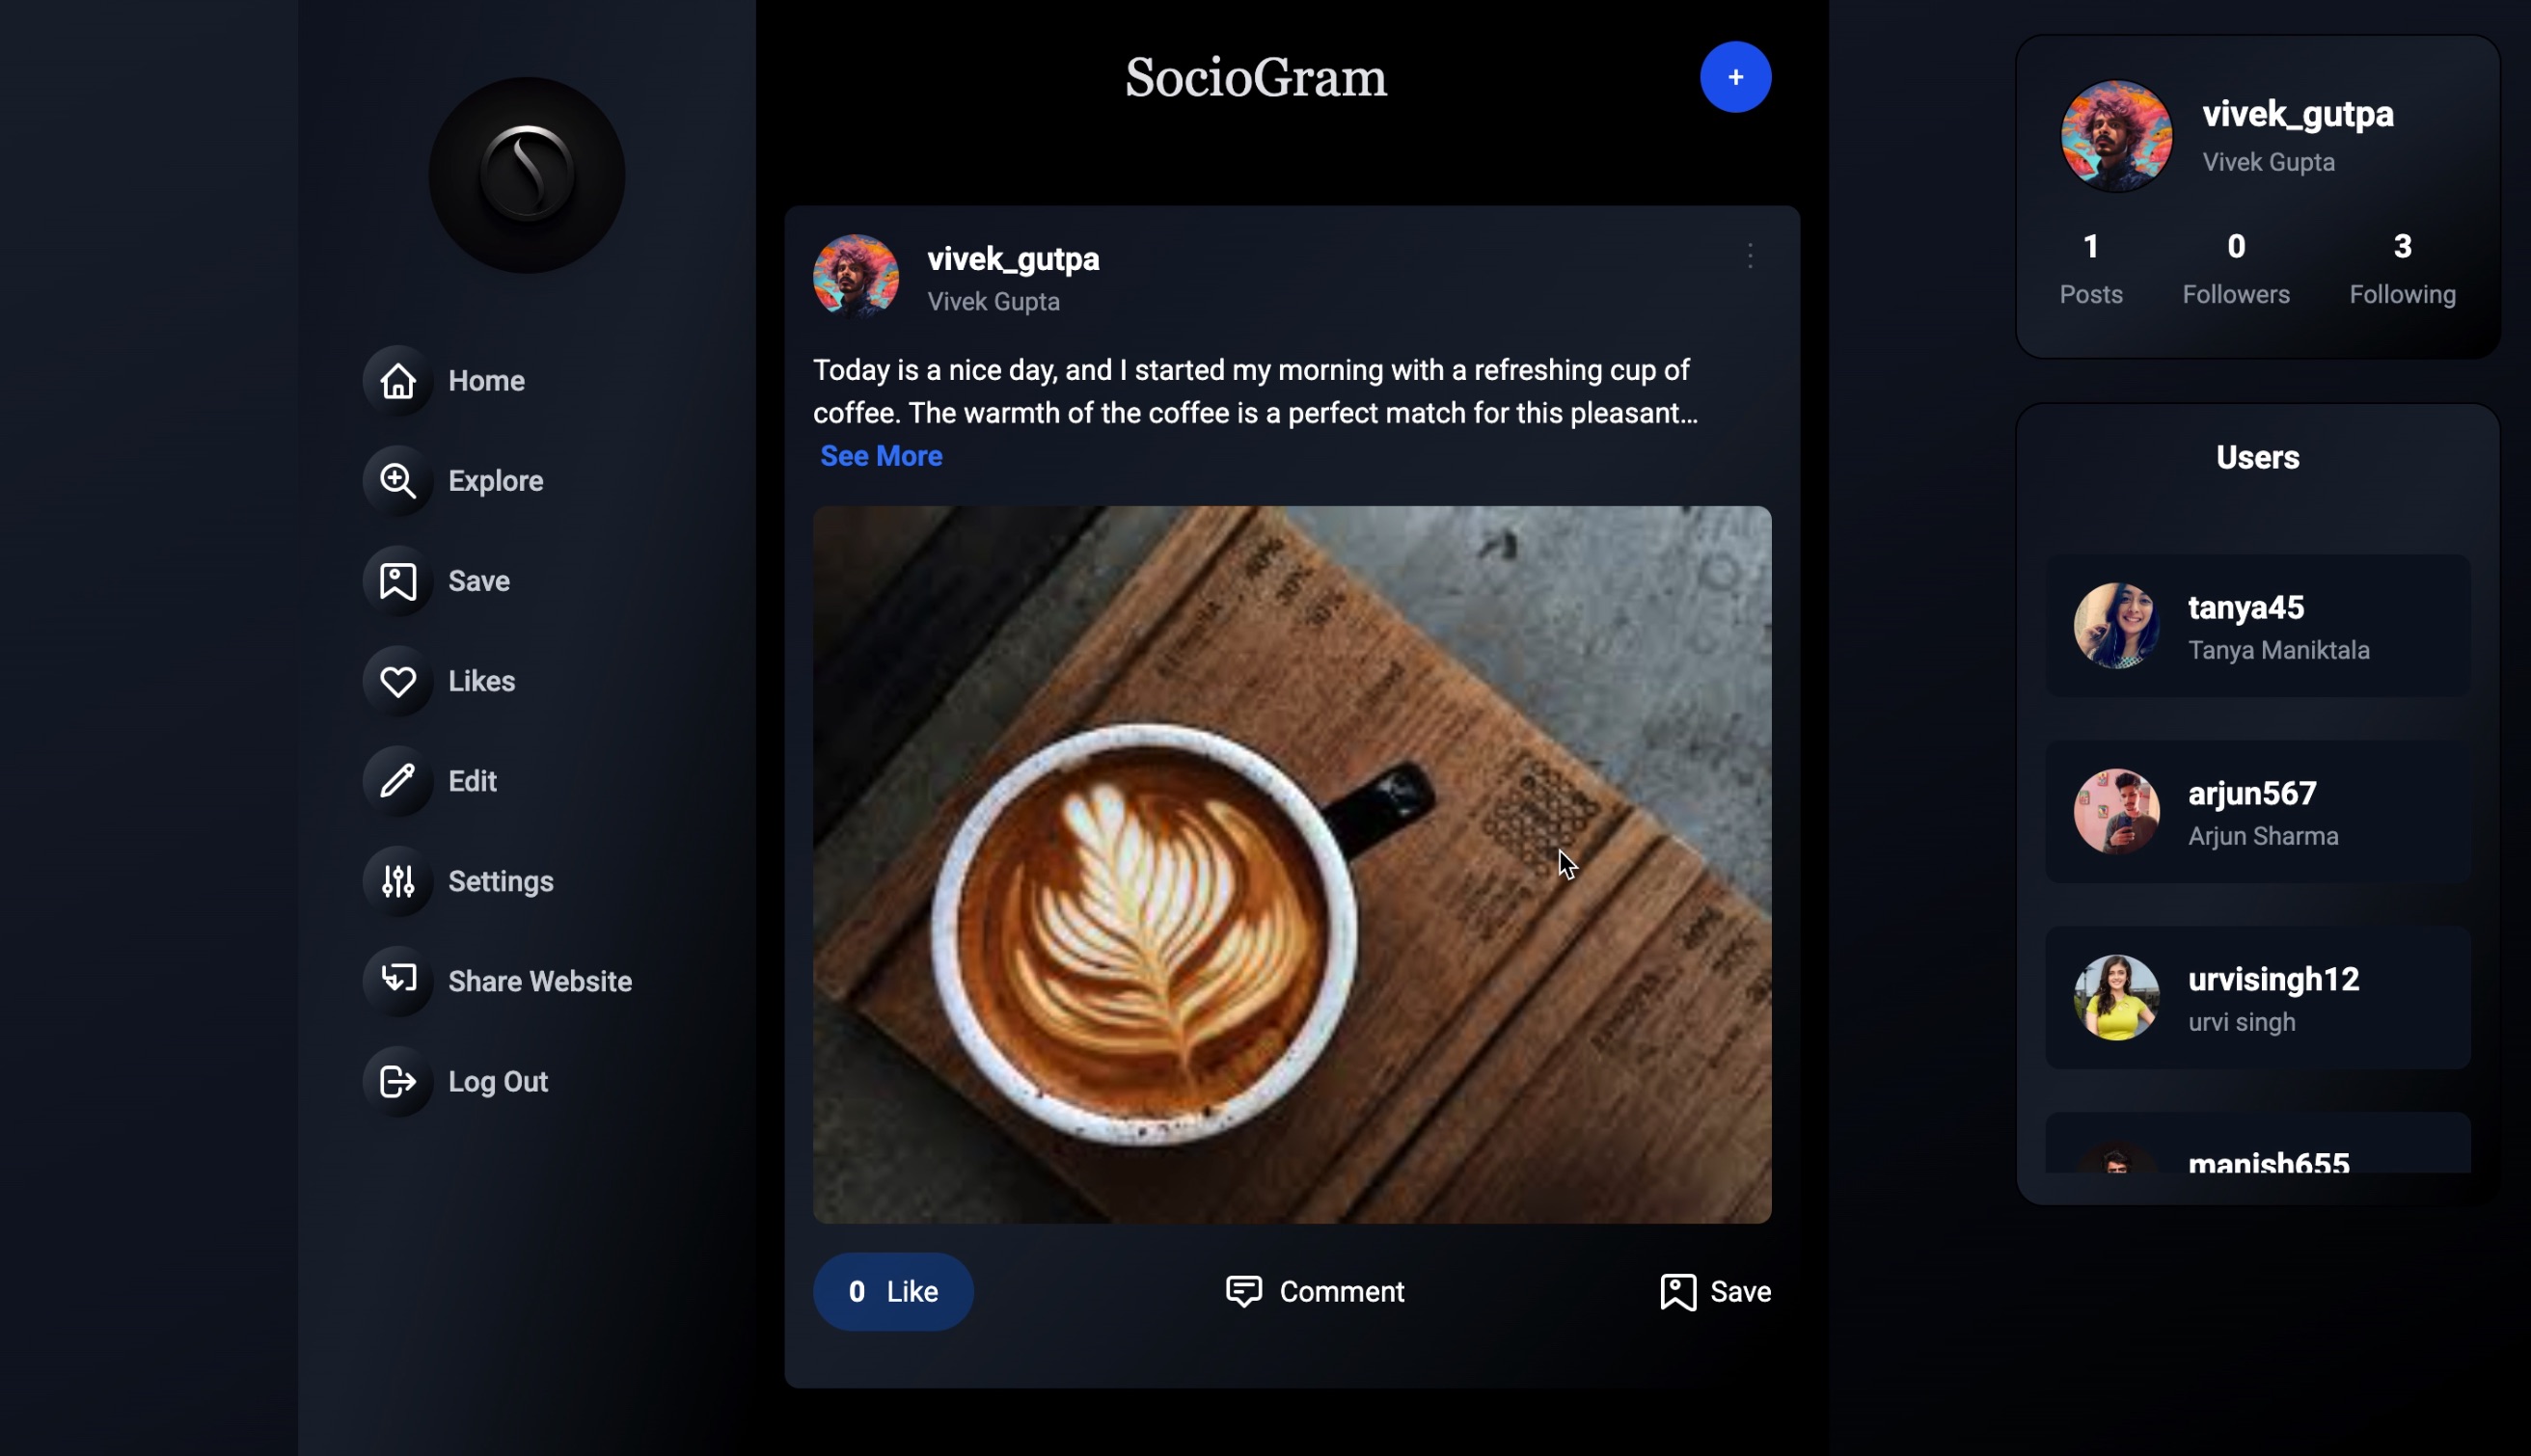 Home
Explore
Save
Likes
Edit
Settings
Share Website
Log Out
SocioGram
+
vivek_gutpa
Vivek Gupta
Today is a nice day, and I started my morning with a refreshing cup of
coffee. The warmth of the coffee is a perfect match for this pleasant...
See More
0 Like
Comment
Save
vivek_gutpa
Vivek Gupta
1 0 3
Posts Followers Following
Users
tanya45
Tanya Maniktala
arjun567
Arjun Sharma
urvisingh12
urvi singh
manish655